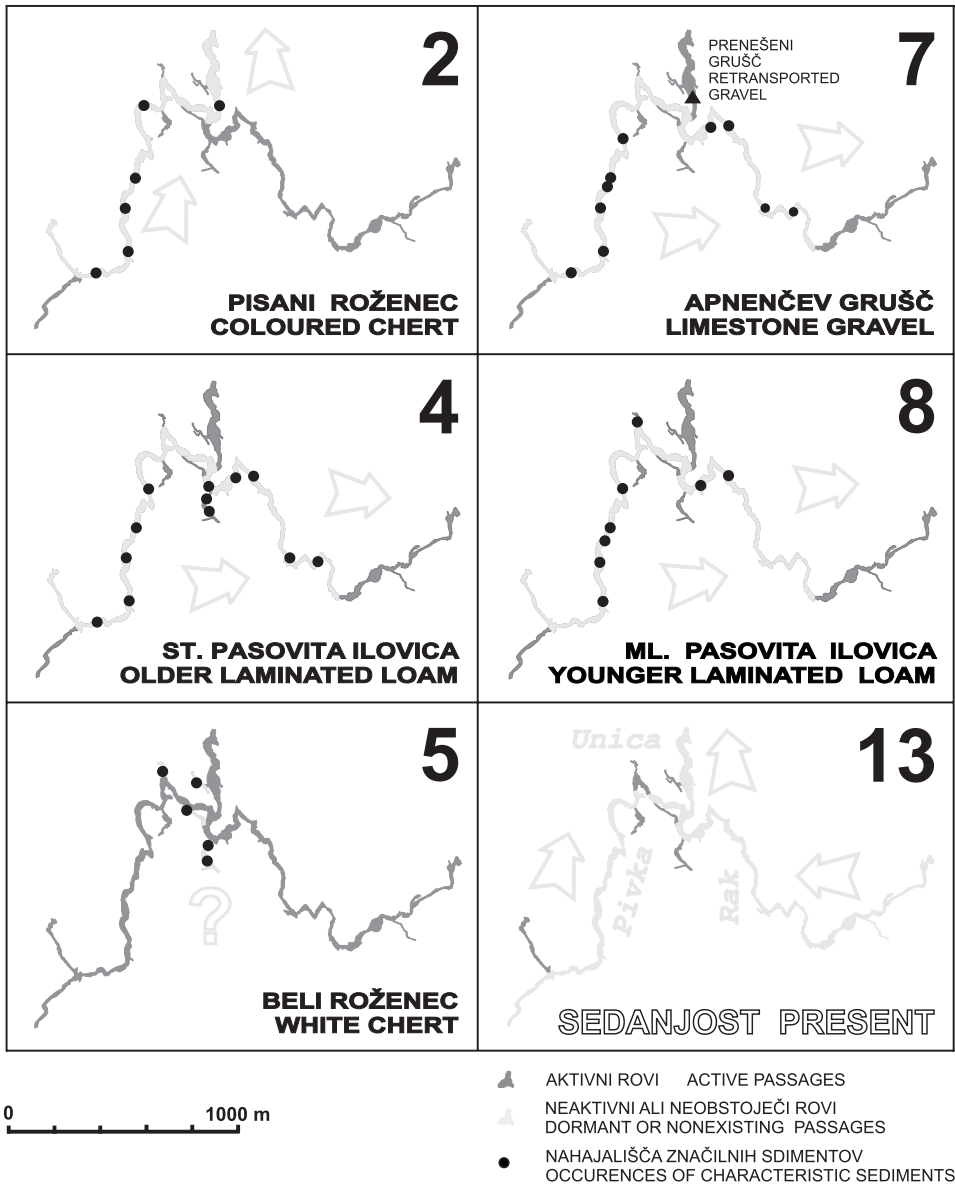 2
PISANI ROŽENEC
COLOURED CHERT
7
PRENEŠENI
GRUŠČ
RETRANSPORTED
GRAVEL
APNENČEV GRUŠČ
LIMESTONE GRAVEL
4
ST. PASOVITA ILOVICA
OLDER LAMINATED LOAM
8
ML. PASOVITA ILOVICA
YOUNGER LAMINATED LOAM
5
?
BELI ROŽENEC
WHITE CHERT
13
Unica
Pivka
Rak
SEDANJOST PRESENT
0 1000 m
AKTIVNI ROVI ACTIVE PASSAGES
NEAKTIVNI ALI NEOBSTOJEČI ROVI
DORMANT OR NONEXISTING PASSAGES
NAHAJALIŠČA ZNAČILNIH SDIMENTOV
OCCURENCES OF CHARACTERISTIC SEDIMENTS